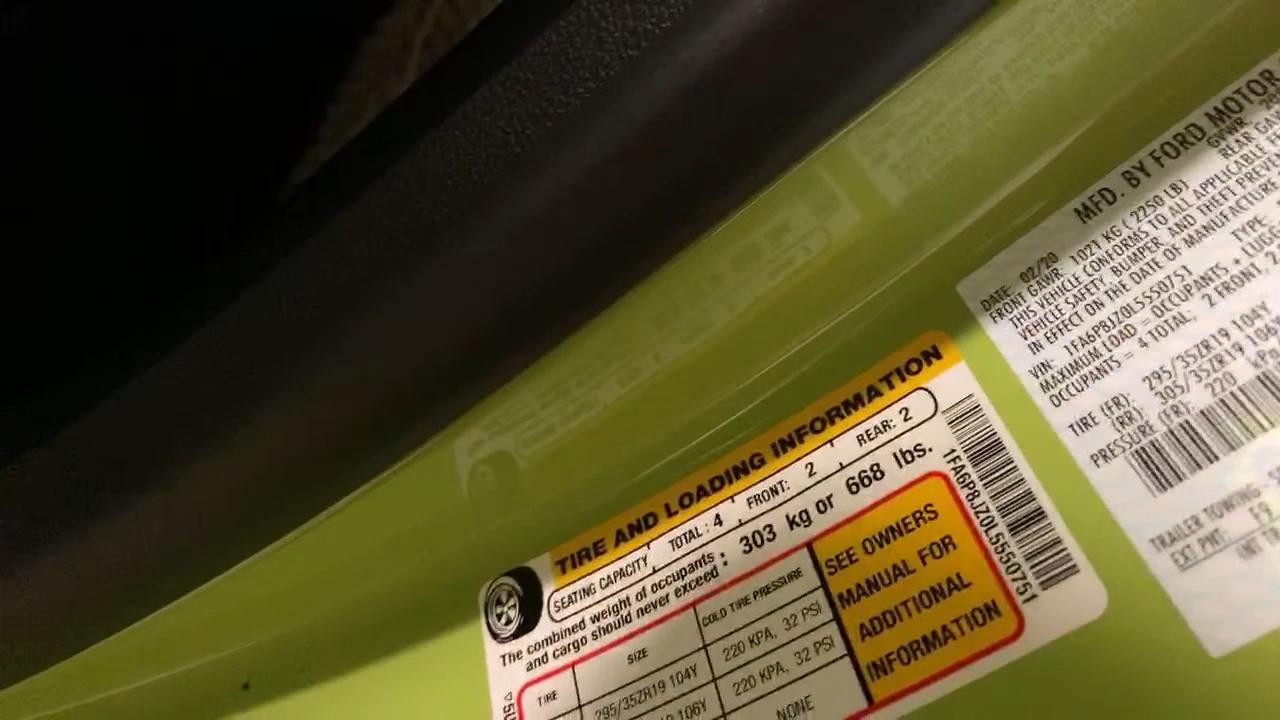 TIRE AND LOADING INFORMATION
SEATING CAPACITY TOTAL: 4 FRONT: 2 REAR: 2
The combined weight of occupants
and cargo should never exceed : 303 kg or 668 lbs.
TIRE SIZE COLD TIRE PRESSURE
295/35ZR19 104Y 220 KPA, 32 PSI
106Y 220 KPA, 32 PSI
NONE
SEE OWNERS
MANUAL FOR
ADDITIONAL
INFORMATION
1FA6P8JZ0L5550751
MFD. BY FORD MOTOR
DATE: 02/20 GVWR:
FRONT GAWR: 1021 KG ( 2250 LB) REAR
THIS VEHICLE CONFORMS TO ALL APPLICABLE
VEHICLE SAFETY, BUMPER, AND THEFT
IN EFFECT ON THE DATE OF MANUFACTURE
VIN: 1FA6P8JZ0L5550751 TYPE:
MAXIMUM LOAD = OCCUPANTS +
OCCUPANTS = 4 TOTAL: 2 FRONT, 2
TIRE (FR): 295/35ZR19 104Y
(RR): 305/35ZR19
PRESSURE (FR): 220
TRAILER TOWING
EXT PNT:
INT